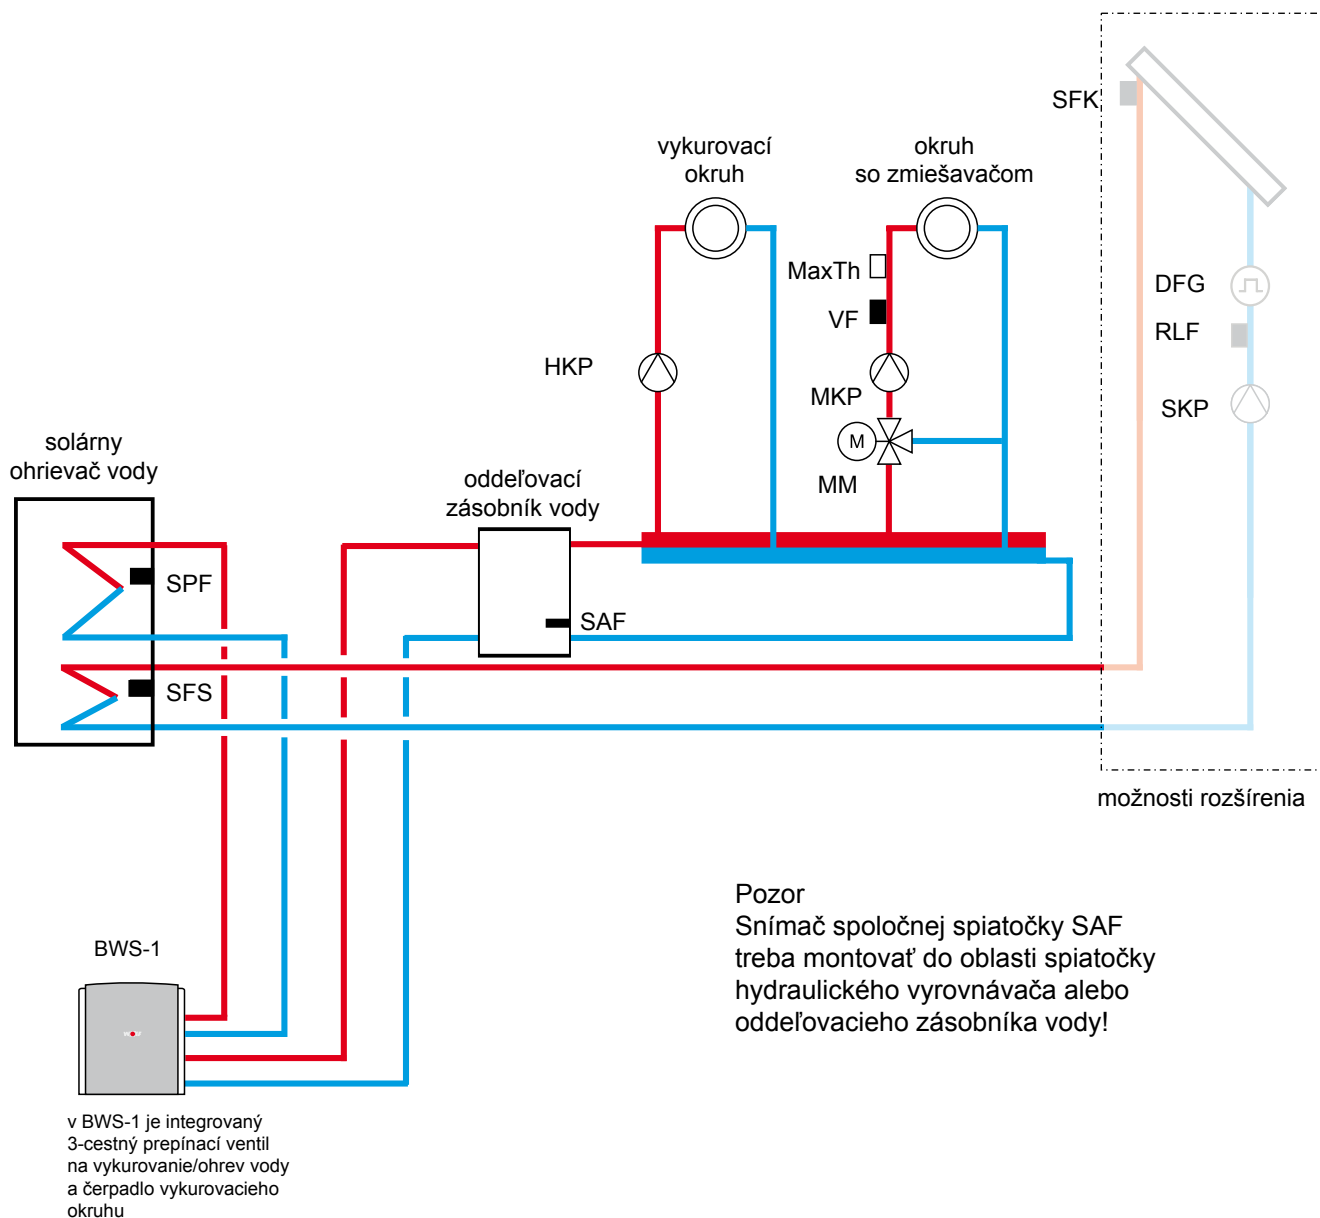 SFK
vykurovací
okruh
okruh
so zmiešavačom
MaxTh
VF
DFG
RLF
HKP
MKP
SKP
M
MM
solárny
ohrievač vody
oddeľovací
zásobník vody
SPF
SAF
SFS
možnosti rozšírenia
Pozor
Snímač spoločnej spiatočky SAF
treba montovať do oblasti spiatočky
hydraulického vyrovnávača alebo
oddeľovacieho zásobníka vody!
BWS-1
v BWS-1 je integrovaný
3-cestný prepínací ventil
na vykurovanie/ohrev vody
a čerpadlo vykurovacieho
okruhu